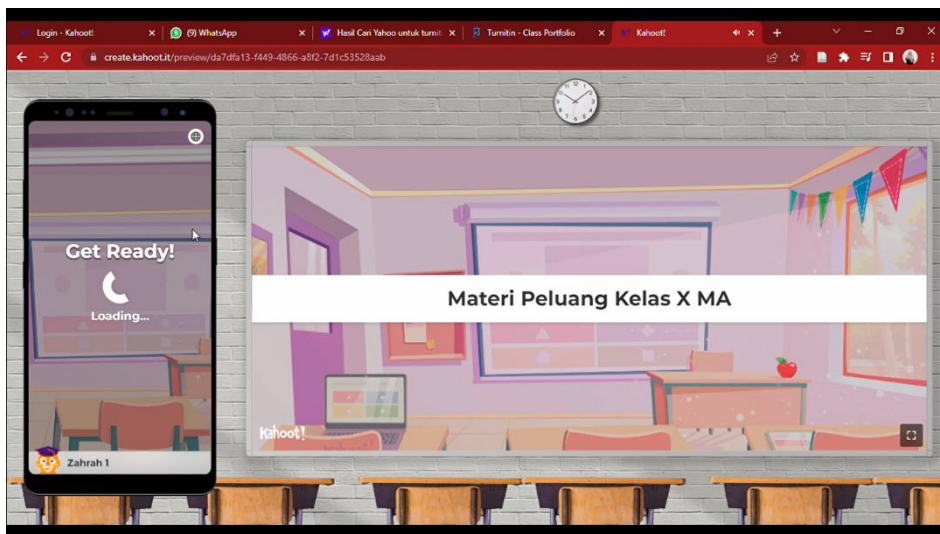 Login - Kahoot!
(9) WhatsApp
Hasil Cari Yahoo untuk turniti
Turnitin - Class Portfolio
Kahoot!
create.kahoot.it/preview/da7dfa13-f449-4866-a8f2-7d1c53528aab
Get Ready!
Loading...
Zahrah 1
Materi Peluang Kelas X MA
Kahoot!